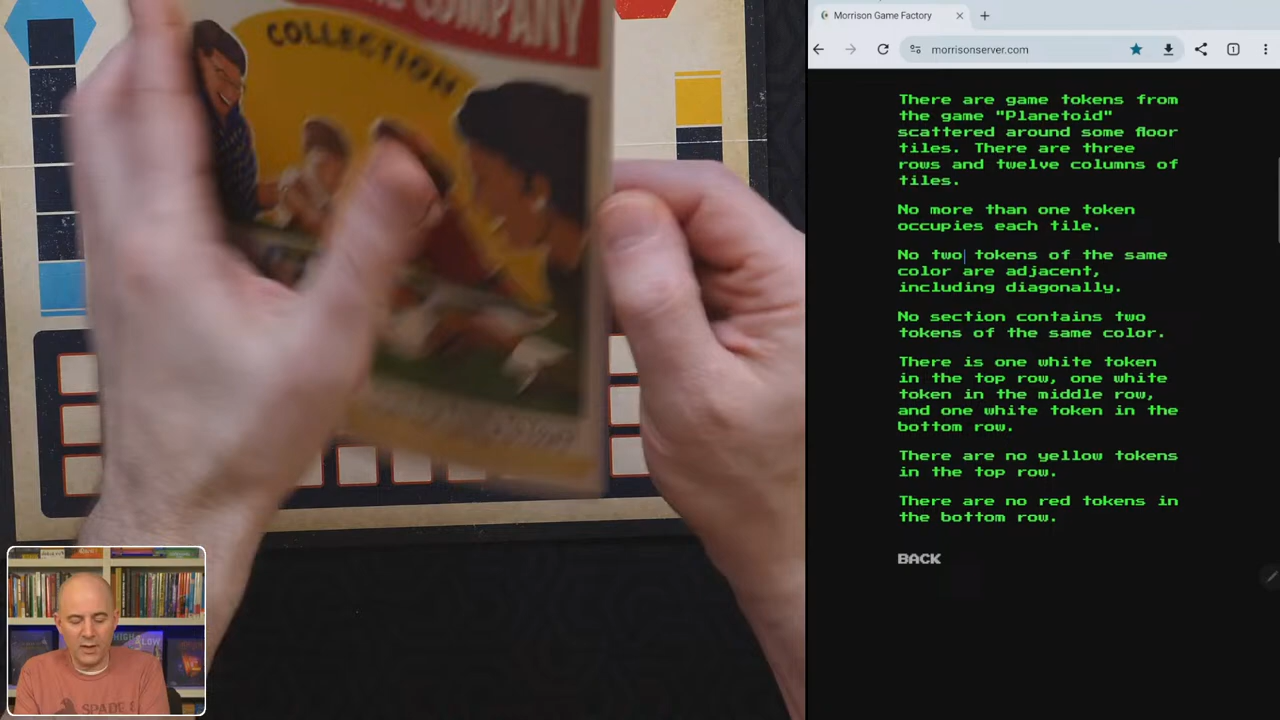 COMPANY
COLLECTION
Morrison Game Factory
morrisonserver.com
1
There are game tokens from
the game "Planetoid"
scattered around some floor
tiles. There are three
rows and twelve columns of
tiles.
No more than one token
occupies each tile.
No two tokens of the same
color are adjacent,
including diagonally.
No section contains two
tokens of the same color.
There is one white token
in the top row, one white
token in the middle row,
and one white token in the
bottom row.
There are no yellow tokens
in the top row.
There are no red tokens in
the bottom row.
BACK
HIGH
LOW
SPADE